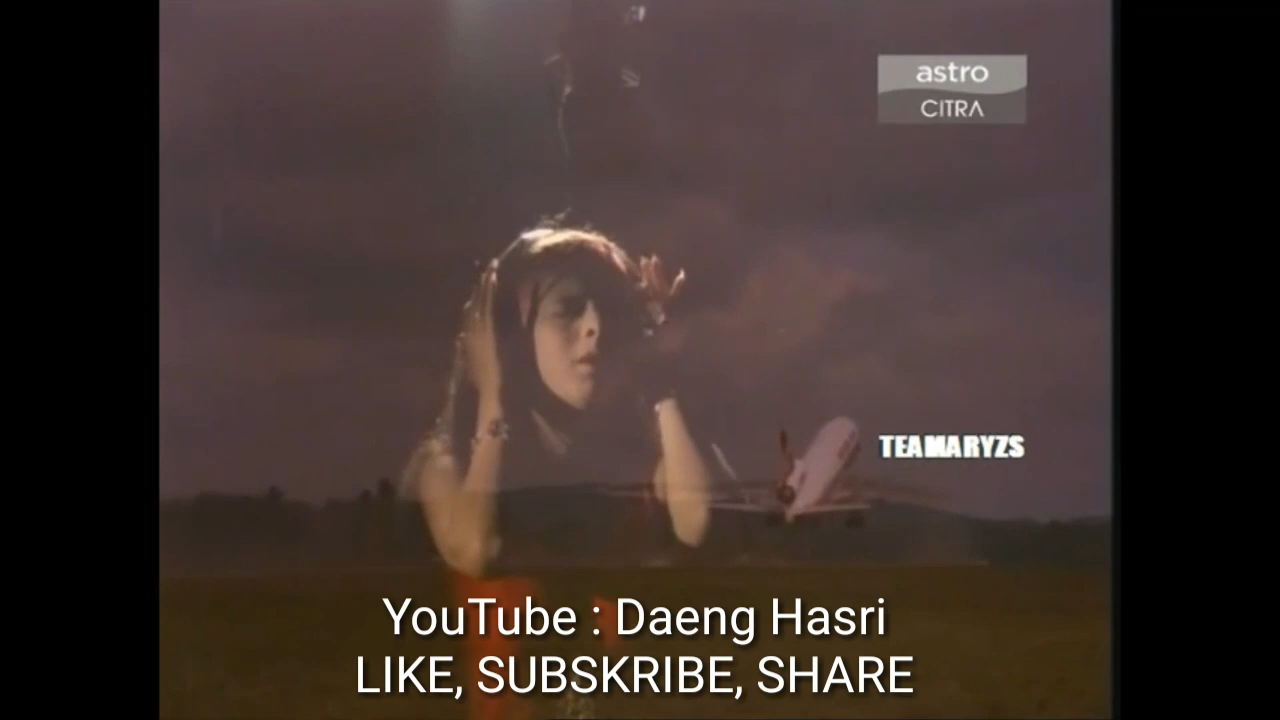 astro
CITRA
TEAMARYZS
YouTube : Daeng Hasri
LIKE, SUBSKRIBE, SHARE